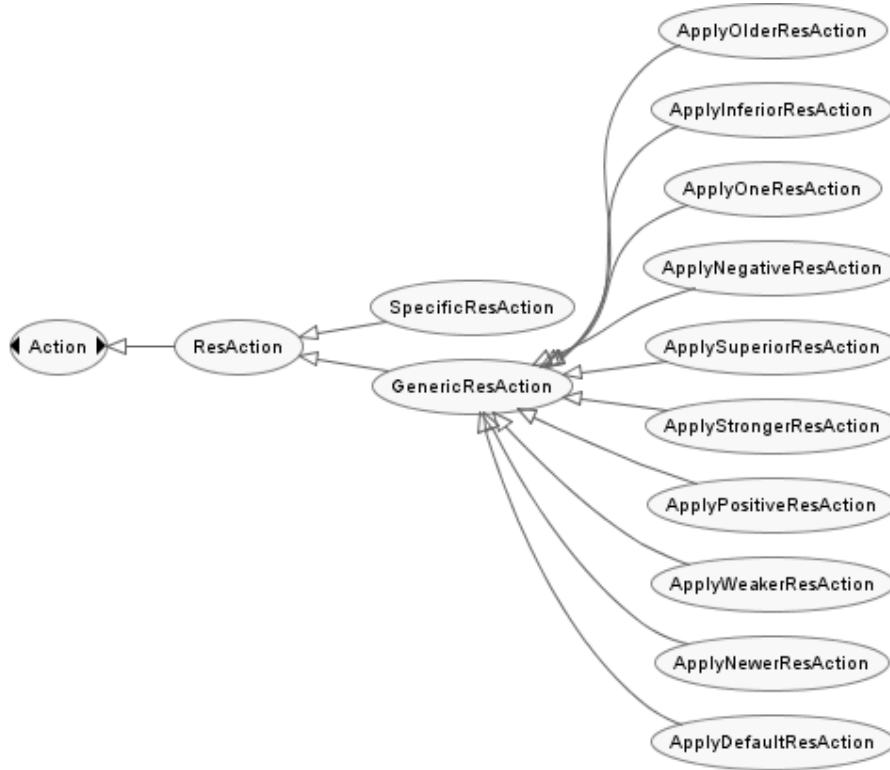 ApplyOlderResAction
ApplyInferiorResAction
ApplyOneResAction
ApplyNegativeResAction
SpecificResAction
Action
ResAction
ApplySuperiorResAction
GenericResAction
ApplyStrongerResAction
ApplyPositiveResAction
ApplyWeakerResAction
ApplyNewerResAction
ApplyDefaultResAction